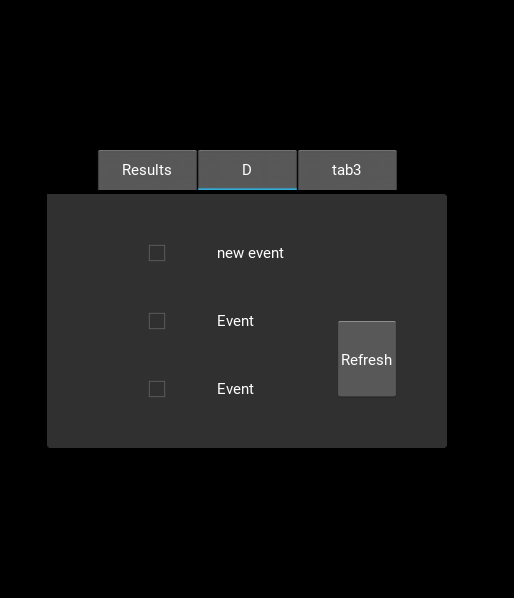 Results
D
tab3
new event
Event
Refresh
Event